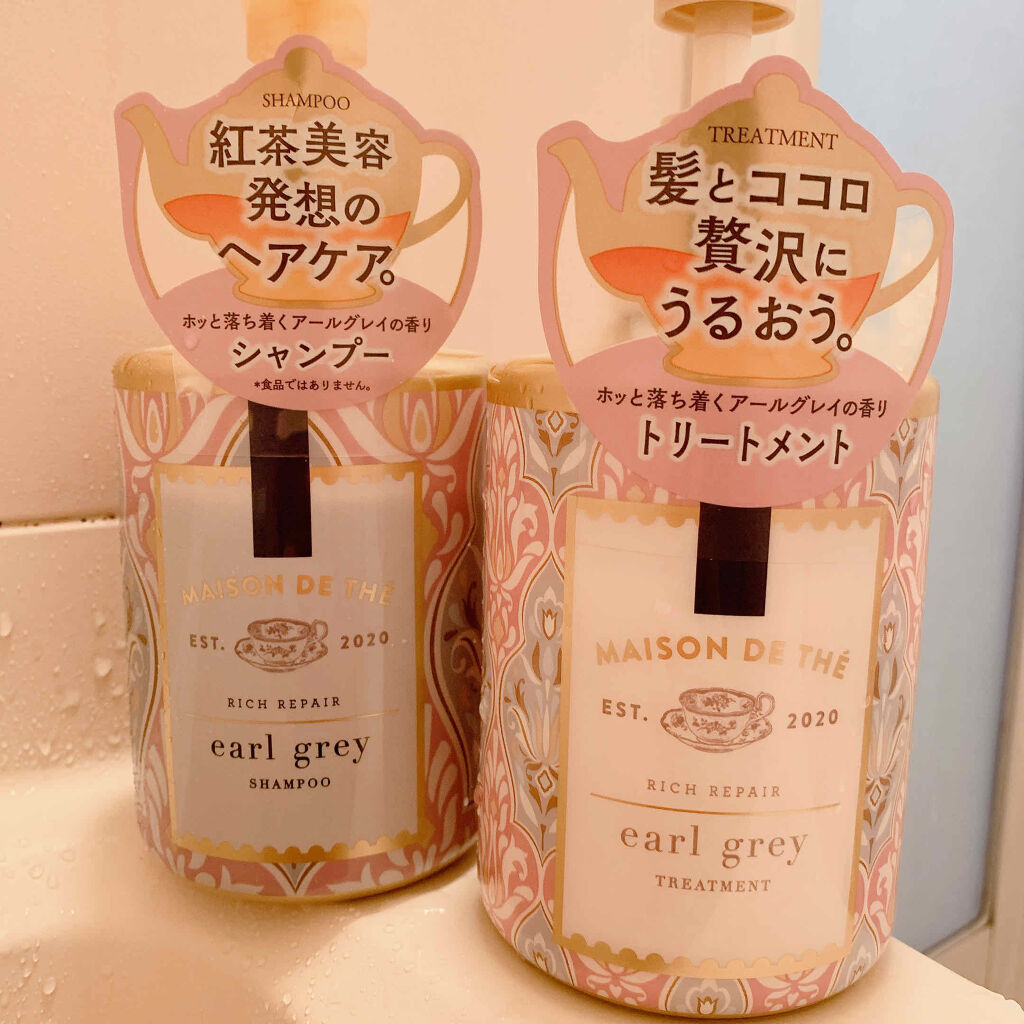 SHAMPOO
紅茶美容
発想の
ヘアケア。
ホッと落ち着くアールグレイの香り
シャンプー
*食品ではありません。
MAISON DE THÉ
EST. 2020
RICH REPAIR
earl grey
SHAMPOO
TREATMENT
髪とココロ
贅沢に
うるおう。
ホッと落ち着くアールグレイの香り
トリートメント
MAISON DE THÉ
EST. 2020
RICH REPAIR
earl grey
TREATMENT